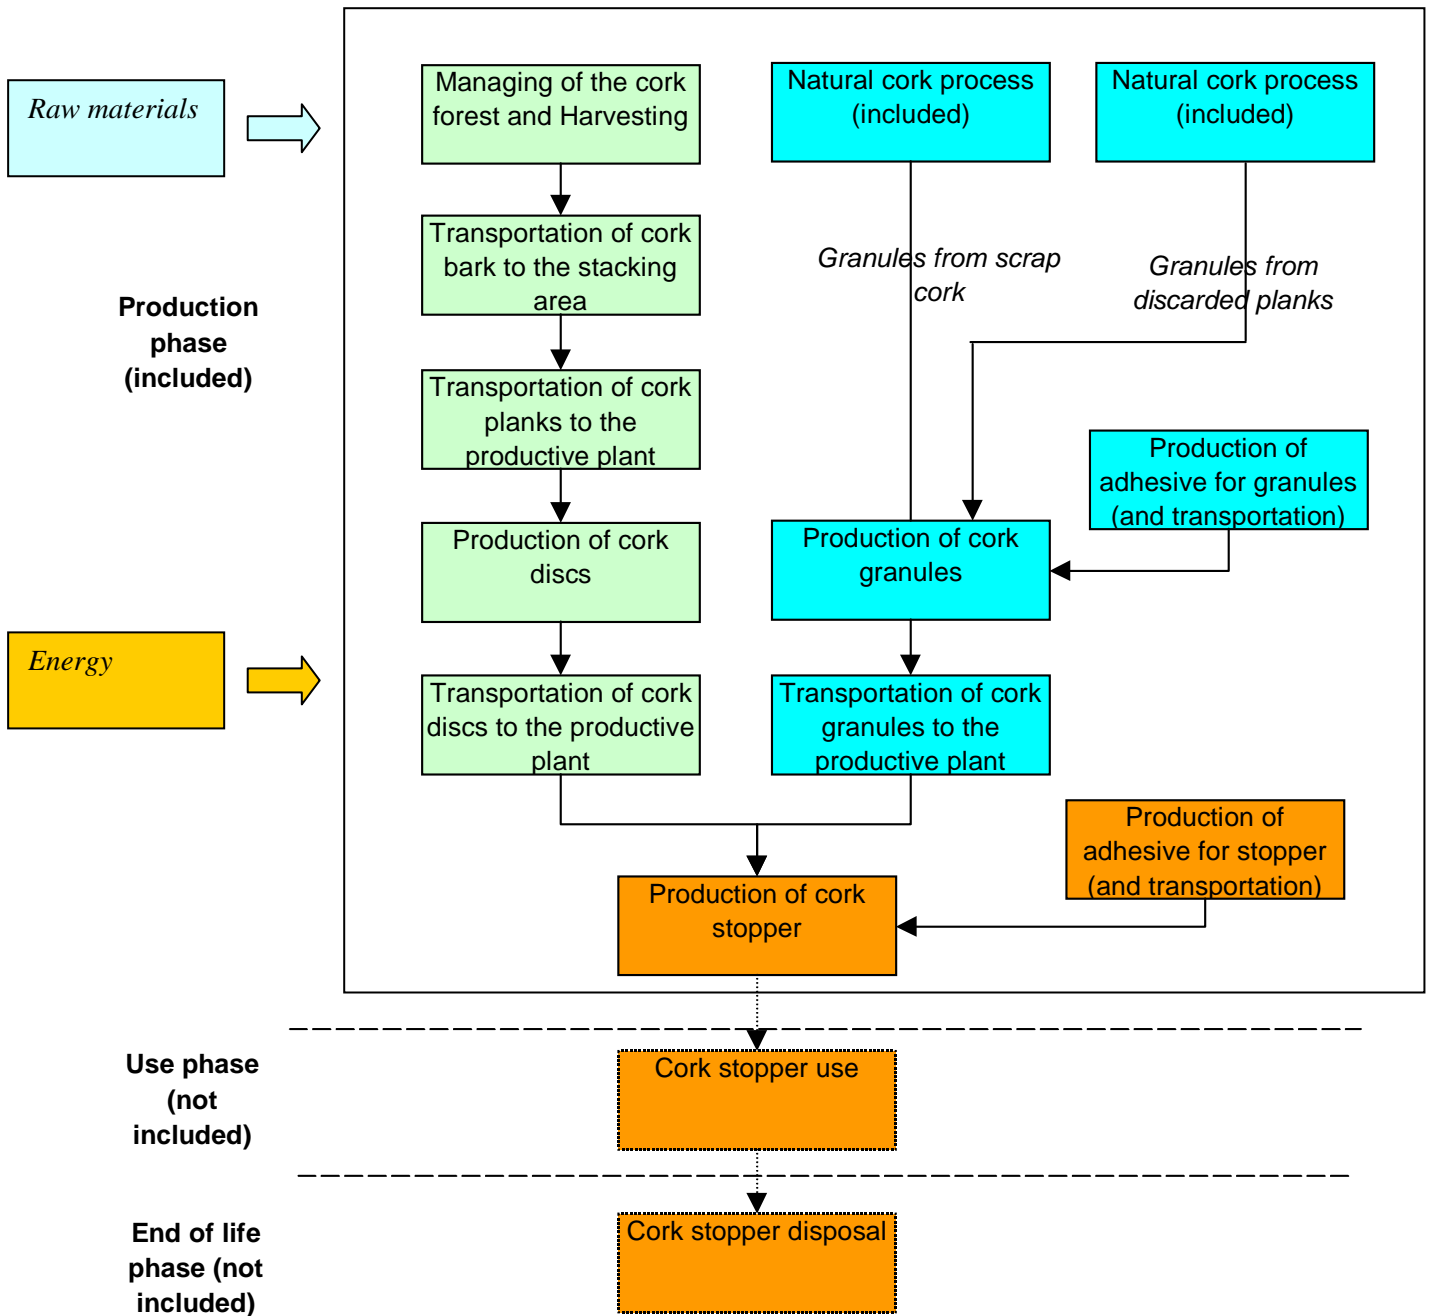 Raw materials
Managing of the cork
forest and Harvesting
Natural cork process
(included)
Natural cork process
(included)
Transportation of cork
bark to the stacking
area
Granules from scrap
cork
Granules from
discarded planks
Production
phase
(included)
Transportation of cork
planks to the
productive plant
Production of
adhesive for granules
(and transportation)
Production of cork
discs
Production of cork
granules
Energy
Transportation of cork
discs to the productive
plant
Transportation of cork
granules to the
productive plant
Production of
adhesive for stopper
(and transportation)
Production of cork
stopper
Use phase
(not
included)
Cork stopper use
End of life
phase (not
included)
Cork stopper disposal